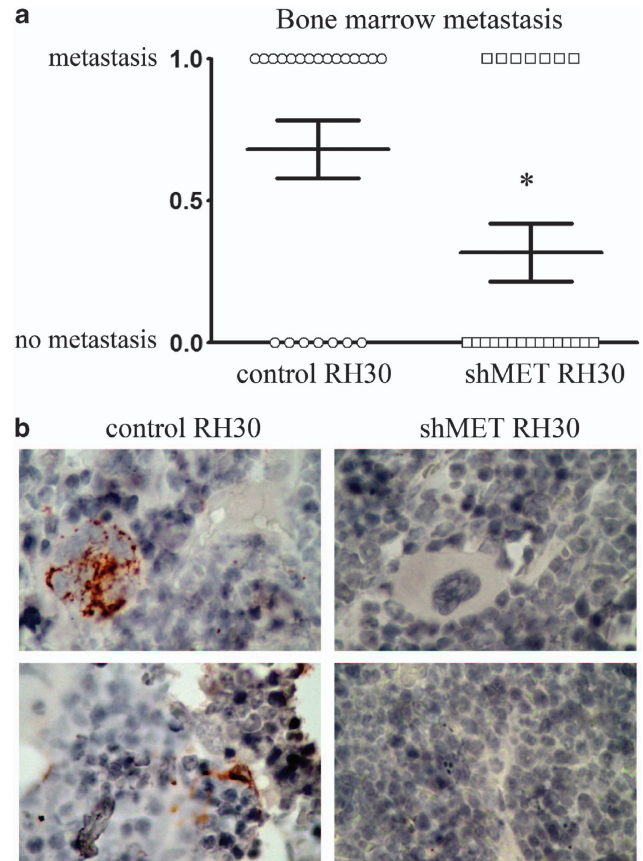 a
Bone marrow metastasis
metastasis 1.0
0.5
*
no metastasis 0.0
control RH30 shMET RH30
b
control RH30 shMET RH30